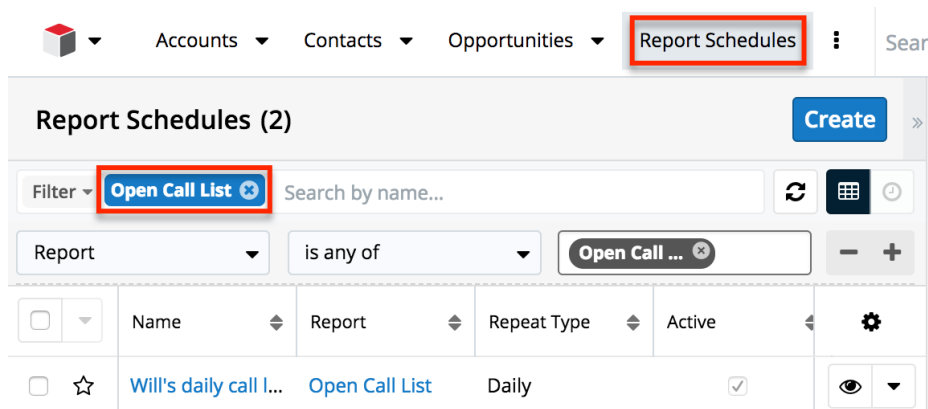 Accounts Contacts Opportunities Report Schedules Sear
Report Schedules (2) Create »
Filter Open Call List Search by name...
Report is any of Open Call ...
Name Report Repeat Type Active
Will's daily call l... Open Call List Daily